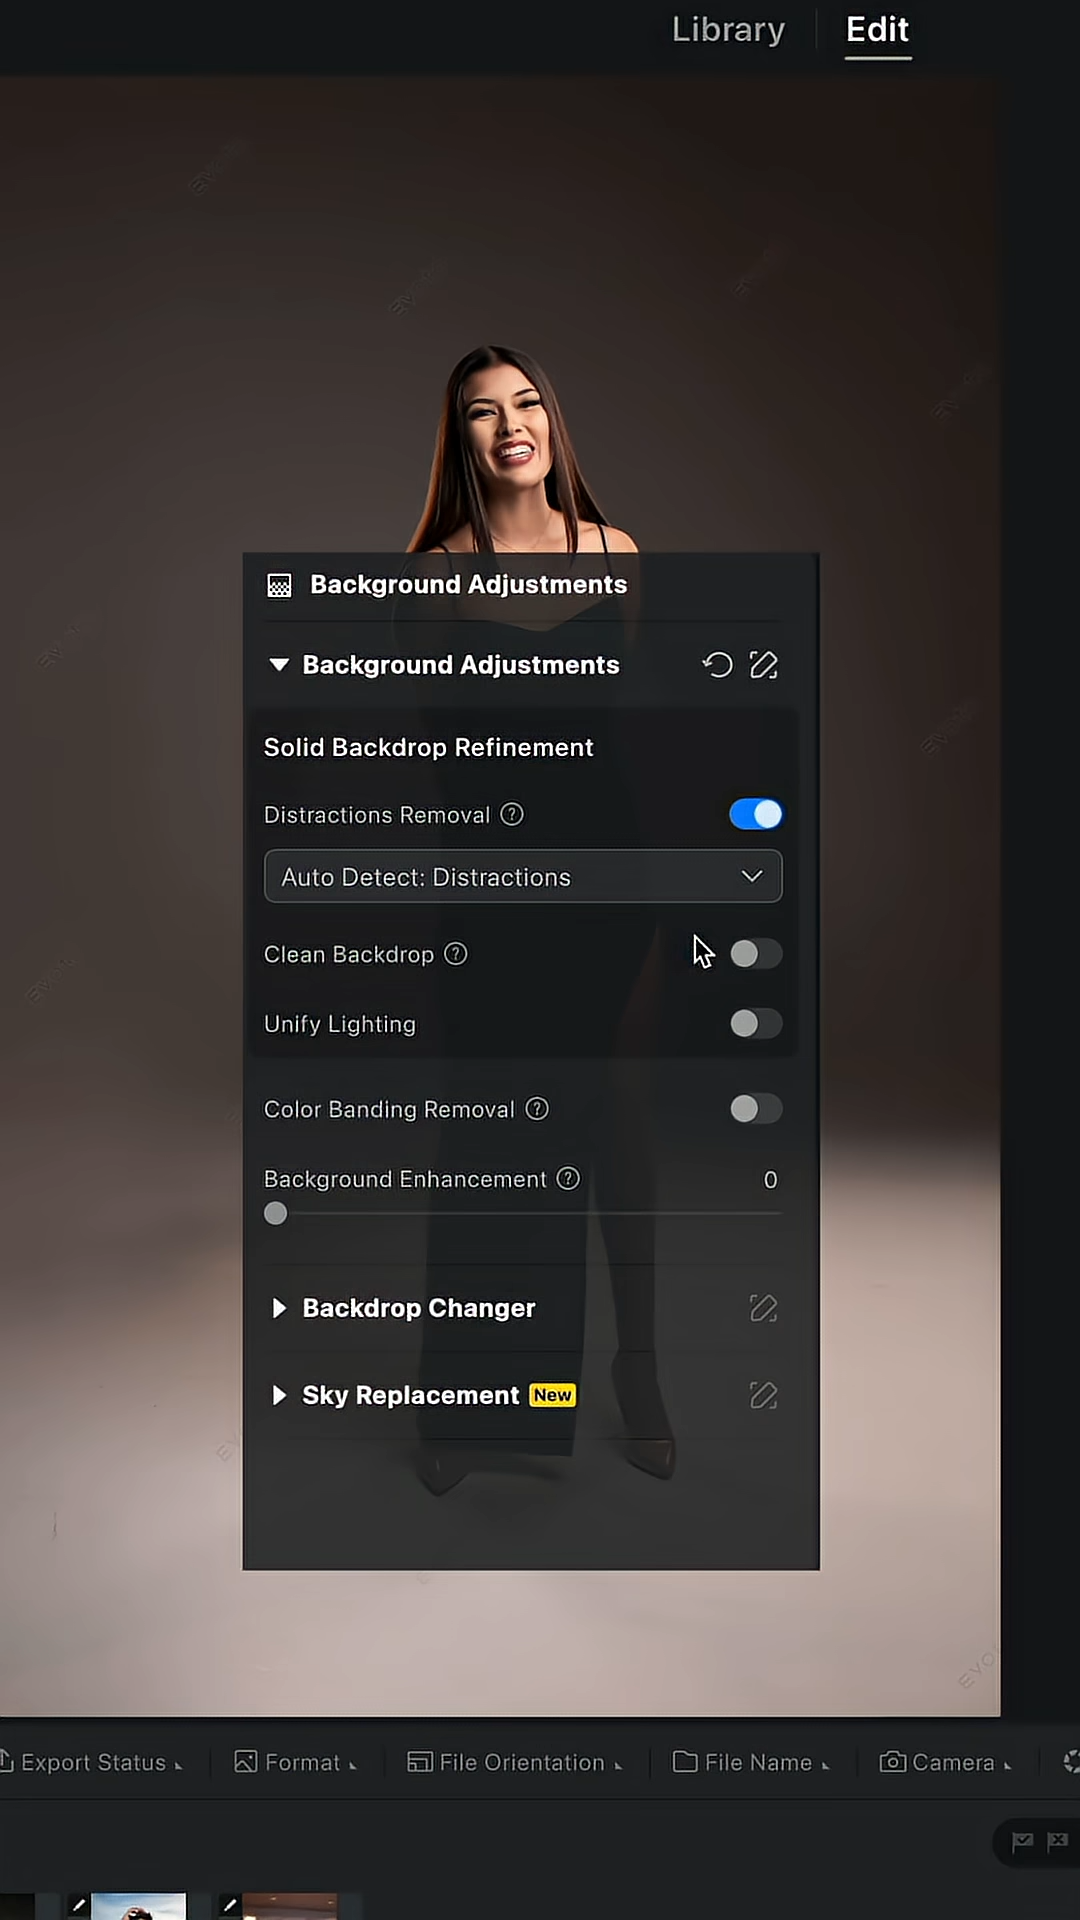 Library
Edit
Background Adjustments
Background Adjustments
Solid Backdrop Refinement
Distractions Removal
Auto Detect: Distractions
Clean Backdrop
Unify Lighting
Color Banding Removal
Background Enhancement
0
Backdrop Changer
Sky Replacement New
Export Status
Format
File Orientation
File Name
Camera